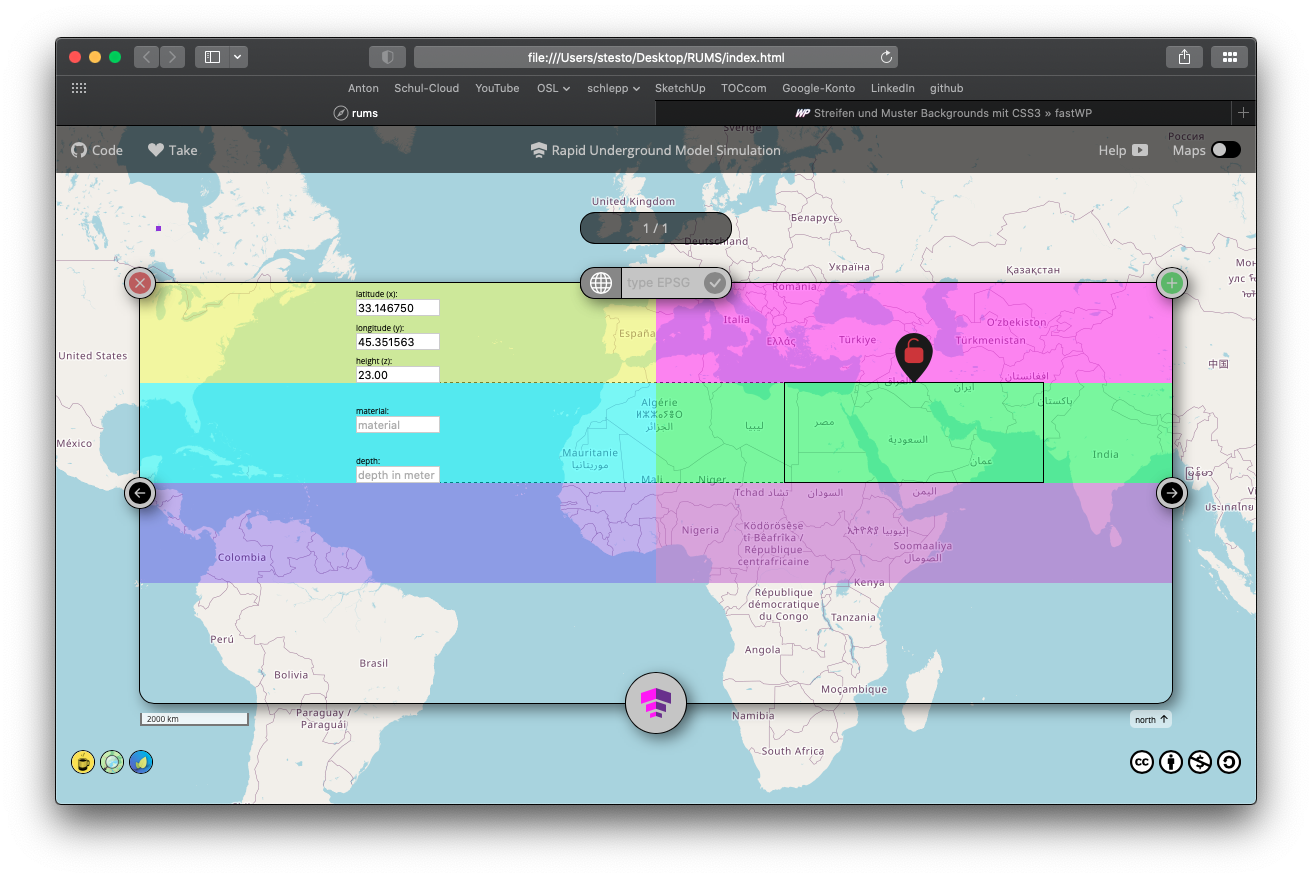 file:///Users/stesto/Desktop/RUMS/index.html
Anton Schul-Cloud YouTube OSL schlepp SketchUp TOCcom Google-Konto LinkedIn github
rums
WP Streifen und Muster Backgrounds mit CSS3 » fastWP
Sverige
Россия
Code Take Rapid Underground Model Simulation Help Maps
United Kingdom
Беларусь
1 / 1
Deutschland
Україна
Қазақстан
type EPSG
România
latitude (x):
33.146750
longitude (y):
45.351563
height (z):
23.00
España
Italia
Ελλάς
Türkiye
Oʻzbekiston
Türkmenistan
United States
中国
افغانستان
ایران
العراق
پاکستان
material:
material
Algérie
ⵍⵣⵣⴰⵢⴻⵔ
الجزائر
ليبيا
مصر
السعودية
México
depth:
depth in meter
Mauritanie
موريتانيا
عمان
India
Mali
Niger
Tchad تشاد
السودان
اليمن
ประเทศไทย
Nigeria
Ködörösêse
tî Bêafrîka /
République
centrafricaine
Soomaaliya
الصومال
Colombia
Kenya
République
démocratique
du Congo
Tanzania
Perú
Angola
Brasil
Bolivia
Moçambique
2000 km
Paraguay /
Paraguái
Namibia
north ↑
South Africa
cc